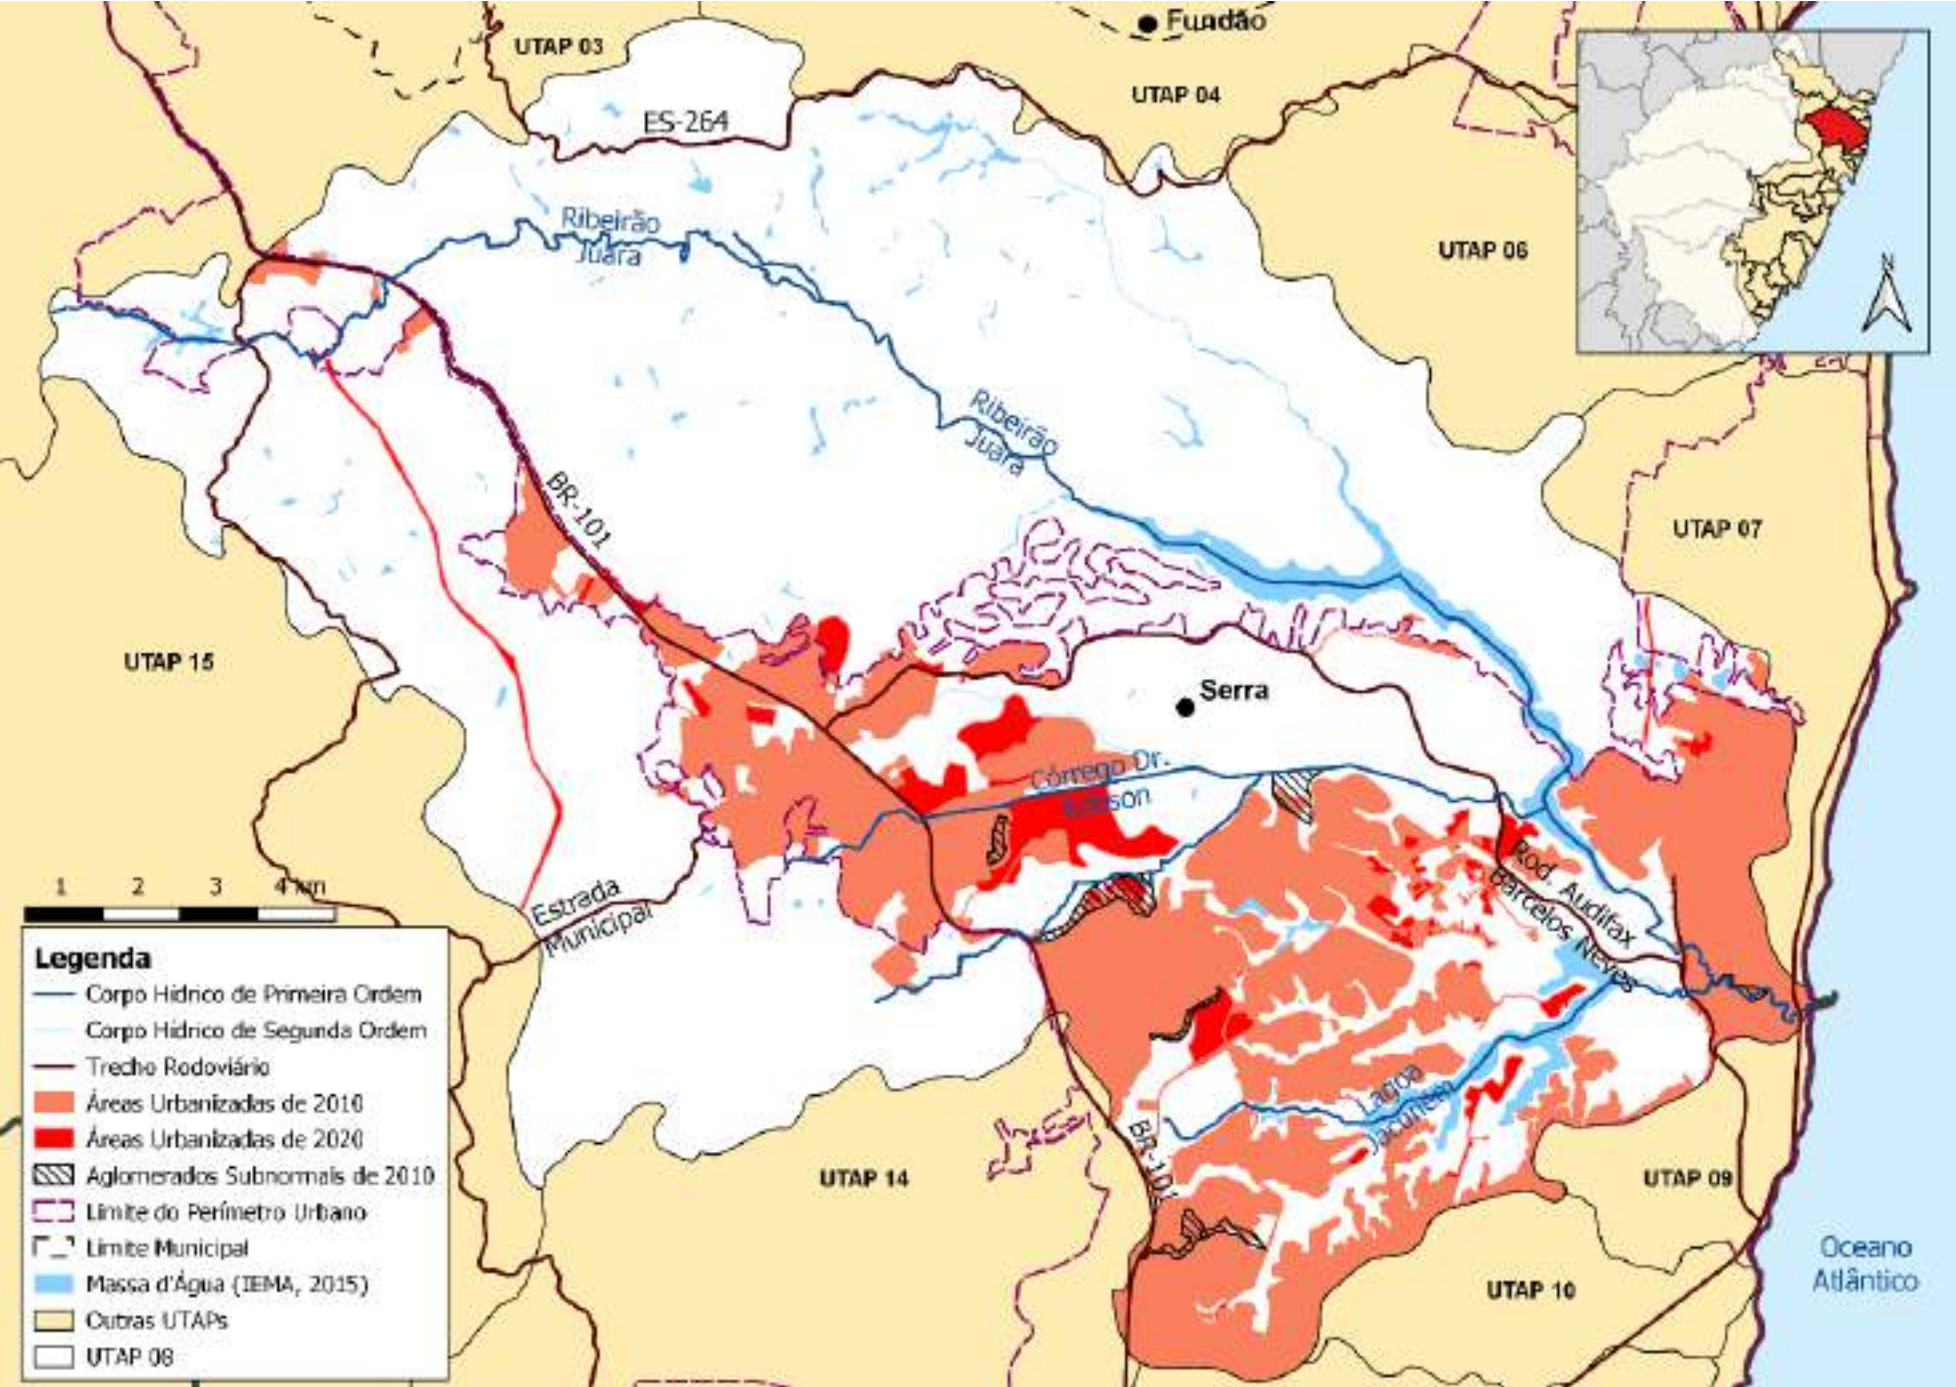 Fundão
UTAP 03
UTAP 04
ES-264
N
Ribeirão
Juara
UTAP 06
Ribeirão
Juara
BR-101
UTAP 07
UTAP 15
Serra
Córrego Dr.
Robson
1 2 3 4 km
Estrada
Municipal
Rod. Audifax
Barcelos Neves
Legenda
Corpo Hídrico de Primeira Ordem
Corpo Hídrico de Segunda Ordem
Trecho Rodoviário
Áreas Urbanizadas de 2010
Áreas Urbanizadas de 2020
Aglomerados Subnormais de 2010
Limite do Perímetro Urbano
Limite Municipal
Massa d'Água (IEMA, 2015)
Outras UTAPs
UTAP 08
Lagoa
Jacuném
BR-101
UTAP 14
UTAP 09
UTAP 10
Oceano
Atlântico